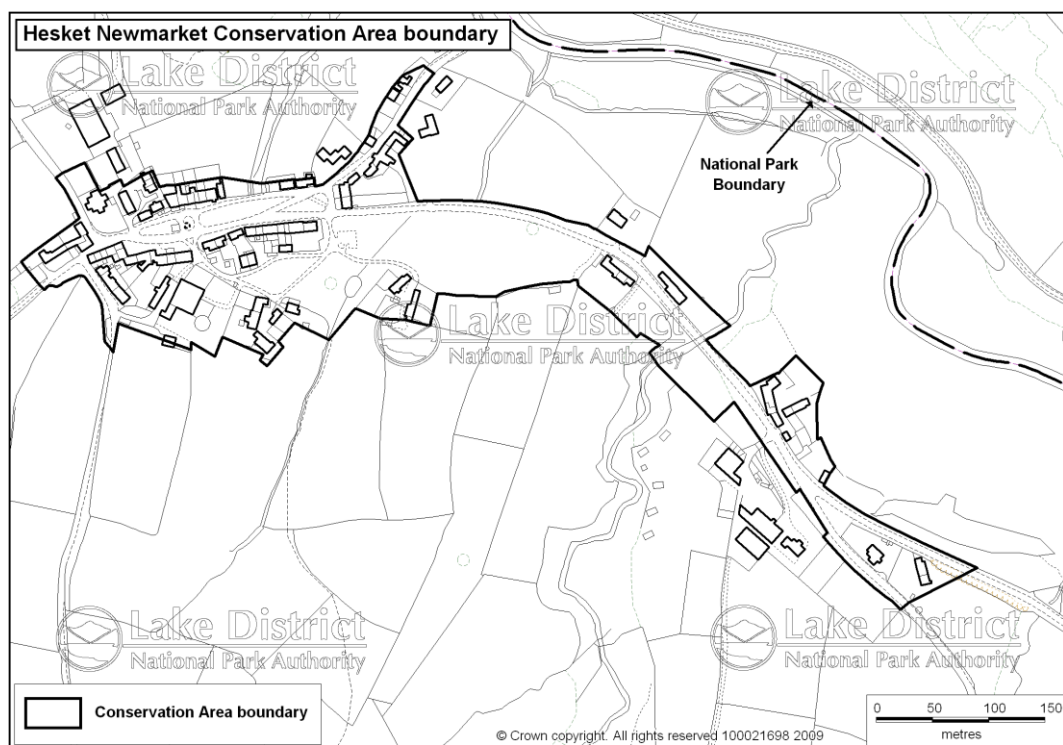 Hesket Newmarket Conservation Area boundary
Lake District
National Park Authority
Lake District
National Park Authority
National Park
Boundary
Lake District
National Park Authority
Lake District
National Park Authority
Lake District
National Park Authority
Conservation Area boundary
© Crown copyright. All rights reserved 100021698 2009
0 50 100 150
metres